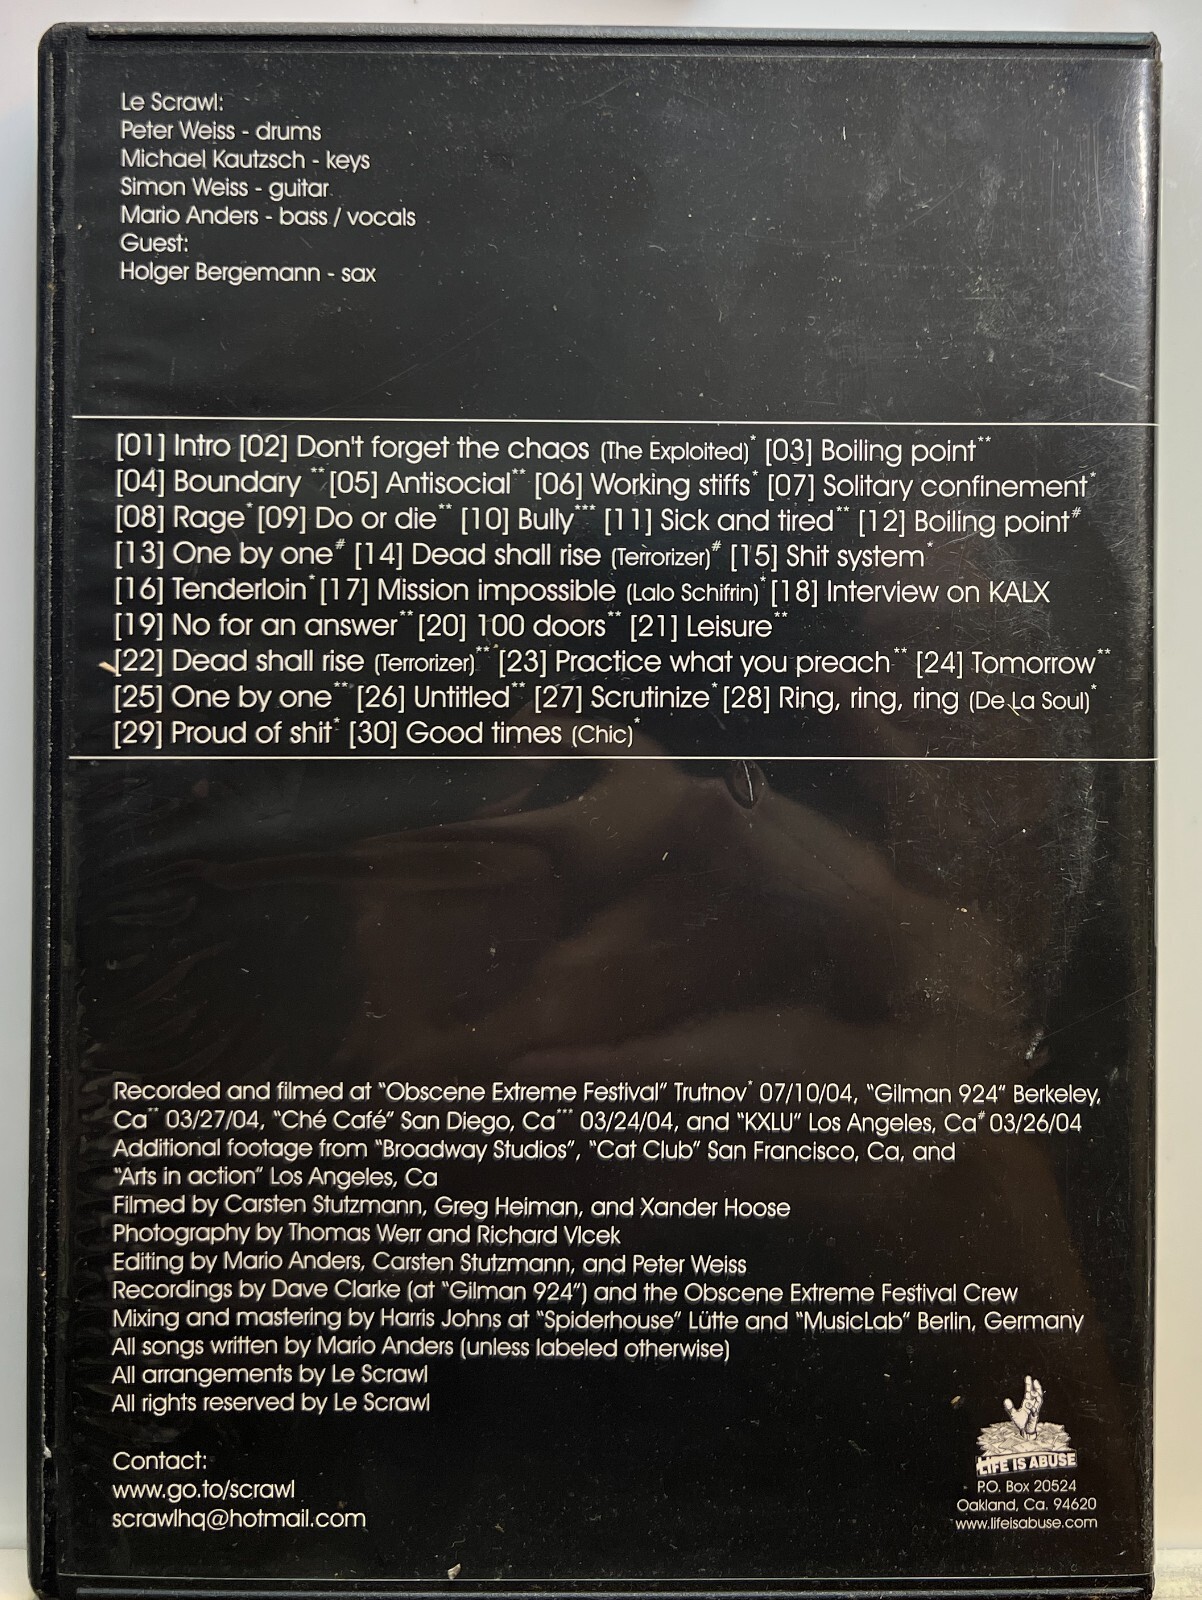 Le Scrawl:
Peter Weiss - drums
Michael Kautzsch - keys
Simon Weiss - guitar
Mario Anders - bass / vocals
Guest:
Holger Bergemann - sax
[01] Intro [02] Don't forget the chaos (The Exploited)* [03] Boiling point**
[04] Boundary **[05] Antisocial** [06] Working stiffs* [07] Solitary confinement*
[08] Rage* [09] Do or die** [10] Bully*** [11] Sick and tired** [12] Boiling point#
[13] One by one# [14] Dead shall rise (Terrorizer)# [15] Shit system*
[16] Tenderloin* [17] Mission impossible (Lalo Schifrin)* [18] Interview on KALX
[19] No for an answer** [20] 100 doors** [21] Leisure**
[22] Dead shall rise (Terrorizer)** [23] Practice what you preach** [24] Tomorrow**
[25] One by one** [26] Untitled** [27] Scrutinize* [28] Ring, ring, ring (De La Soul)*
[29] Proud of shit* [30] Good times (Chic)*
Recorded and filmed at "Obscene Extreme Festival" Trutnov* 07/10/04, "Gilman 924" Berkeley,
Ca** 03/27/04, "Ché Café" San Diego, Ca*** 03/24/04, and "KXLU" Los Angeles, Ca# 03/26/04
Additional footage from "Broadway Studios", "Cat Club" San Francisco, Ca, and
"Arts in action" Los Angeles, Ca
Filmed by Carsten Stutzmann, Greg Heiman, and Xander Hoose
Photography by Thomas Werr and Richard Vlcek
Editing by Mario Anders, Carsten Stutzmann, and Peter Weiss
Recordings by Dave Clarke (at "Gilman 924") and the Obscene Extreme Festival Crew
Mixing and mastering by Harris Johns at "Spiderhouse" Lütte and "MusicLab" Berlin, Germany
All songs written by Mario Anders (unless labeled otherwise)
All arrangements by Le Scrawl
All rights reserved by Le Scrawl
Contact:
www.go.to/scrawl
scrawlhq@hotmail.com
LIFE IS ABUSE
P.O. Box 20524
Oakland, Ca. 94620
www.lifeisabuse.com